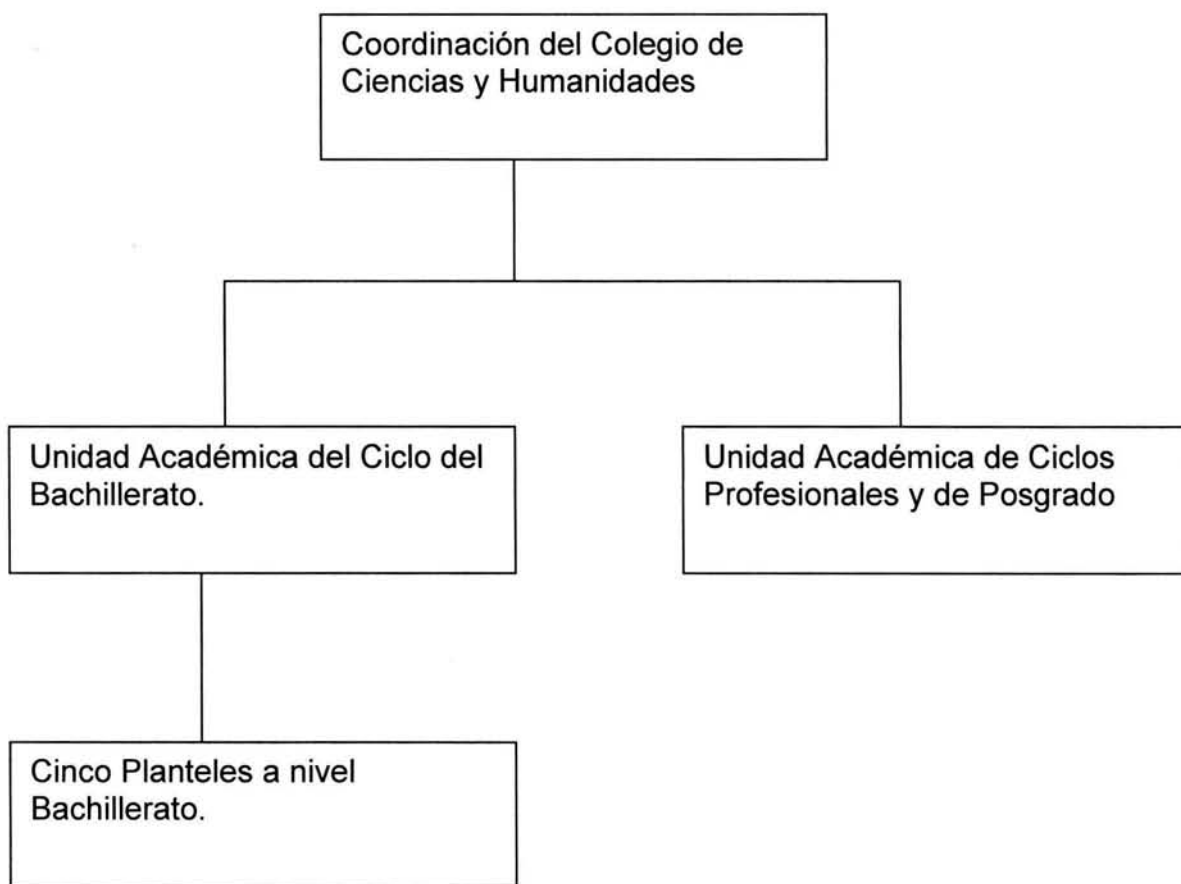 Coordinación del Colegio de
Ciencias y Humanidades
Unidad Académica del Ciclo del
Bachillerato.
Unidad Académica de Ciclos
Profesionales y de Posgrado
Cinco Planteles a nivel
Bachillerato.